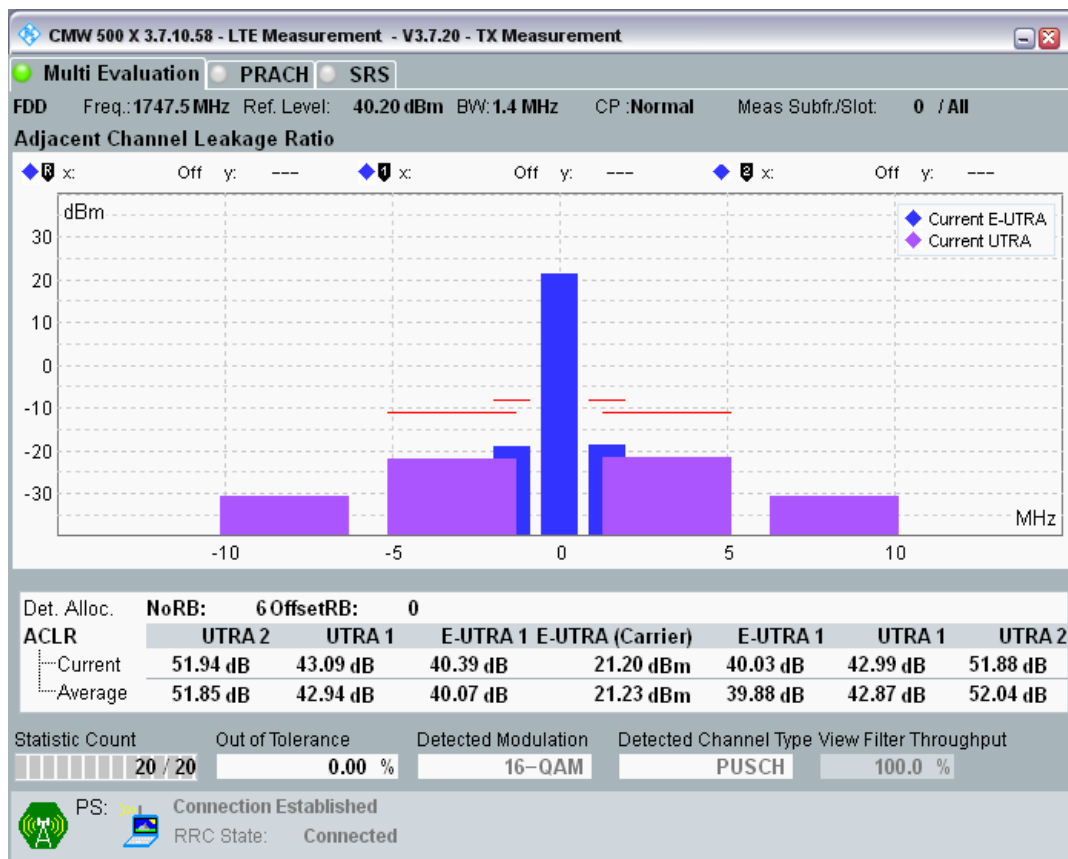 CMW 500 X 3.7.10.58 - LTE Measurement - V3.7.20 - TX Measurement
Multi Evaluation PRACH SRS
FDD Freq.:1747.5 MHz Ref. Level: 40.20 dBm BW:1.4 MHz CP :Normal Meas Subfr./Slot: 0 / All
Adjacent Channel Leakage Ratio
R x: Off y: --- 1 x: Off y: --- 2 x: Off y: ---
dBm
Current E-UTRA
Current UTRA
30
20
10
0
-10
-20
-30
MHz
-10 -5 0 5 10
Det. Alloc. NoRB: 6 OffsetRB: 0
ACLR UTRA 2 UTRA 1 E-UTRA 1 E-UTRA (Carrier) E-UTRA 1 UTRA 1 UTRA 2
Current 51.94 dB 43.09 dB 40.39 dB 21.20 dBm 40.03 dB 42.99 dB 51.88 dB
Average 51.85 dB 42.94 dB 40.07 dB 21.23 dBm 39.88 dB 42.87 dB 52.04 dB
Statistic Count Out of Tolerance Detected Modulation Detected Channel Type View Filter Throughput
20 / 20 0.00 % 16-QAM PUSCH 100.0 %
PS: Connection Established
RRC State: Connected